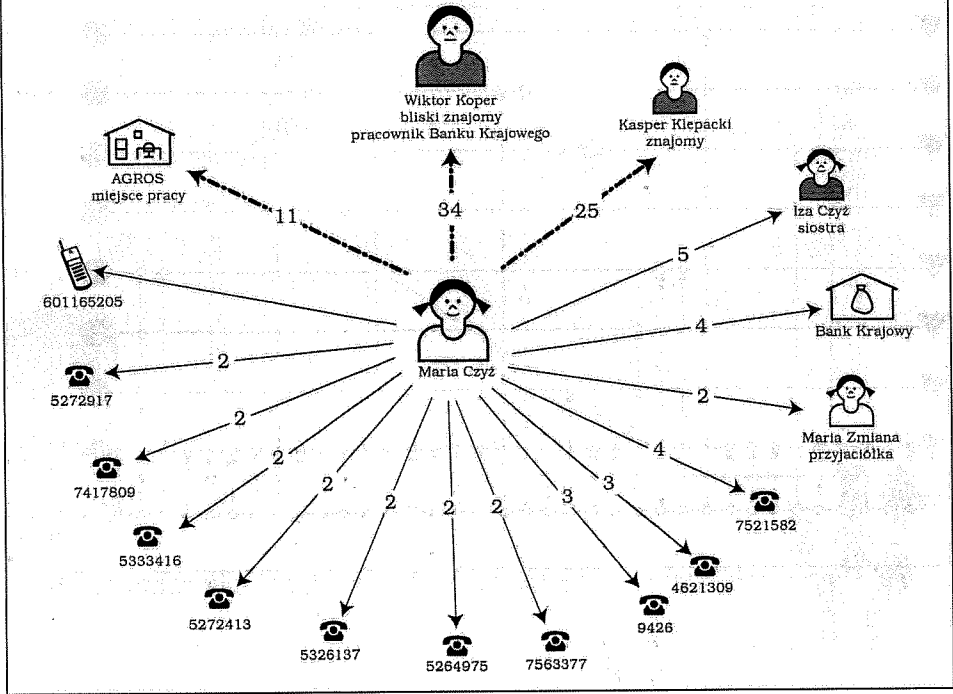 Wiktor Koper
bliski znajomy
pracownik Banku Krajowego
Kasper Klepacki
znajomy
AGROS
miejsce pracy
Iza Czyż
siostra
11
34
25
5
601165205
4
Bank Krajowy
2
5272917
Maria Czyż
2
Maria Zmiana
przyjaciółka
2
7417809
2
5333416
2
5272413
2
5326137
2
5264975
2
7563377
3
9426
3
4621309
4
7521582